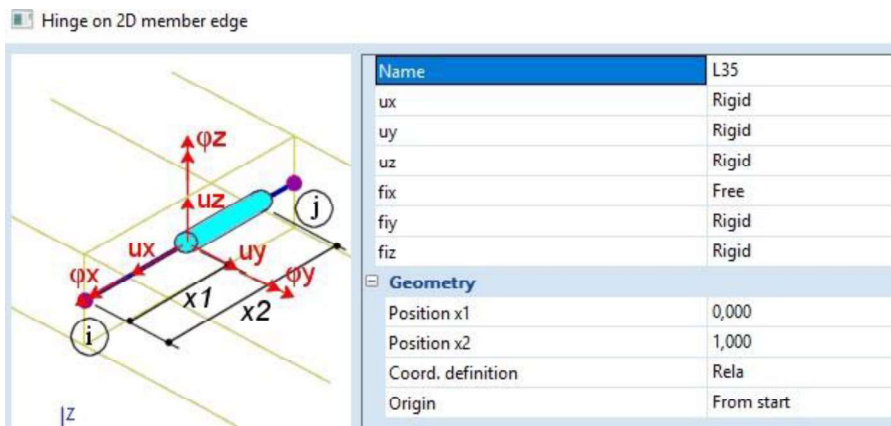 Hinge on 2D member edge
Name L35
ux Rigid
uy Rigid
uz Rigid
fix Free
fiy Rigid
fiz Rigid
Geometry
Position x1 0,000
Position x2 1,000
Coord. definition Rela
Origin From start
φz
uz
j
ux
uy
φx
φy
x1
x2
i
z